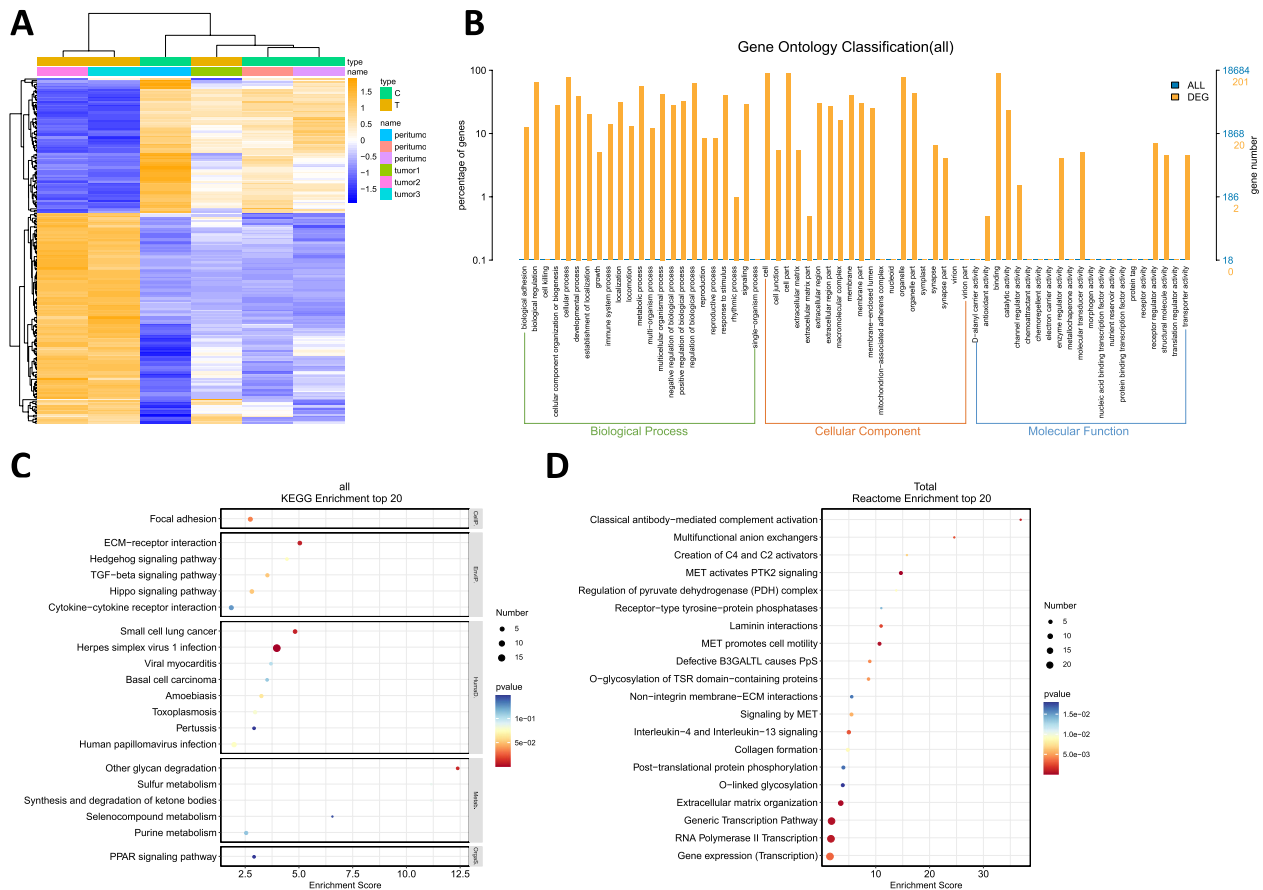 A
type
name
1.5
1
0.5
0
−0.5
−1
−1.5
type
C
T
name
peritumo
peritumo
peritumo
tumor1
tumor2
tumor3
B
Gene Ontology Classification(all)
percentage of genes
100
10
1
0.1
ALL
DEG
18684
201
1868
20
186
2
18
0
gene number
biological adhesion
biological regulation
cell killing
cellular component organization or biogenesis
cellular process
developmental process
establishment of localization
growth
immune system process
localization
locomotion
metabolic process
multi−organism process
multicellular organismal process
negative regulation of biological process
positive regulation of biological process
regulation of biological process
reproduction
reproductive process
response to stimulus
rhythmic process
signaling
single−organism process
cell
cell junction
cell part
extracellular matrix
extracellular matrix part
extracellular region
extracellular region part
macromolecular complex
membrane
membrane part
membrane−enclosed lumen
mitochondrion−associated adherens complex
nucleoid
organelle
organelle part
symplast
synapse
synapse part
virion
virion part
D−alanyl carrier activity
antioxidant activity
binding
catalytic activity
channel regulator activity
chemoattractant activity
chemorepellent activity
electron carrier activity
enzyme regulator activity
metallochaperone activity
molecular transducer activity
morphogen activity
nucleic acid binding transcription factor activity
nutrient reservoir activity
protein binding transcription factor activity
protein tag
receptor activity
receptor regulator activity
structural molecule activity
translation regulator activity
transporter activity
Biological Process
Cellular Component
Molecular Function
C
all
KEGG Enrichment top 20
Focal adhesion
ECM−receptor interaction
Hedgehog signaling pathway
TGF−beta signaling pathway
Hippo signaling pathway
Cytokine−cytokine receptor interaction
Small cell lung cancer
Herpes simplex virus 1 infection
Viral myocarditis
Basal cell carcinoma
Amoebiasis
Toxoplasmosis
Pertussis
Human papillomavirus infection
Other glycan degradation
Sulfur metabolism
Synthesis and degradation of ketone bodies
Selenocompound metabolism
Purine metabolism
PPAR signaling pathway
2.5
5.0
7.5
10.0
12.5
Enrichment Score
Number
5
10
15
pvalue
1e−01
5e−02
D
Total
Reactome Enrichment top 20
Classical antibody−mediated complement activation
Multifunctional anion exchangers
Creation of C4 and C2 activators
MET activates PTK2 signaling
Regulation of pyruvate dehydrogenase (PDH) complex
Receptor−type tyrosine−protein phosphatases
Laminin interactions
MET promotes cell motility
Defective B3GALTL causes PpS
O−glycosylation of TSR domain−containing proteins
Non−integrin membrane−ECM interactions
Signaling by MET
Interleukin−4 and Interleukin−13 signaling
Collagen formation
Post−translational protein phosphorylation
O−linked glycosylation
Extracellular matrix organization
Generic Transcription Pathway
RNA Polymerase II Transcription
Gene expression (Transcription)
10
20
30
Enrichment Score
Number
5
10
15
20
pvalue
1.5e−02
1.0e−02
5.0e−03